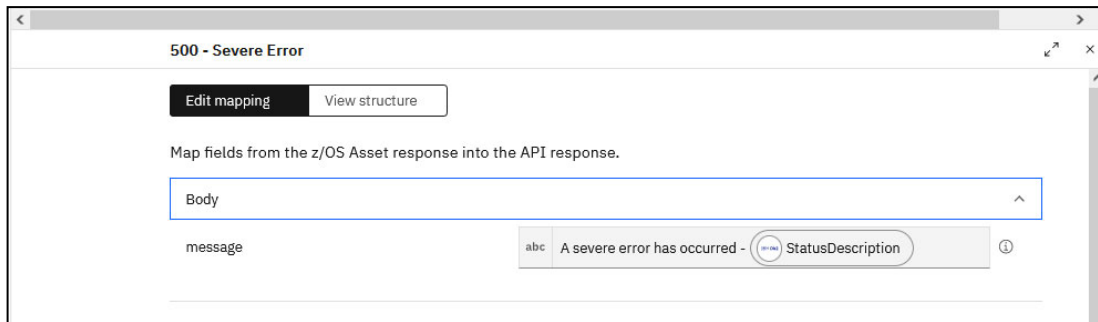 500 - Severe Error
Edit mapping View structure
Map fields from the z/OS Asset response into the API response.
Body
message abc A severe error has occurred - StatusDescription